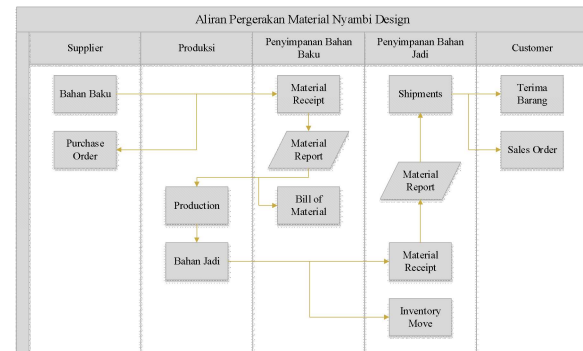 Aliran Pergerakan Material Nyambi Design
Supplier
Produksi
Penyimpanan Bahan
Baku
Penyimpanan Bahan
Jadi
Customer
Bahan Baku
Material
Receipt
Shipments
Terima
Barang
Purchase
Order
Material
Report
Sales Order
Material
Report
Production
Bill of
Material
Bahan Jadi
Material
Receipt
Inventory
Move